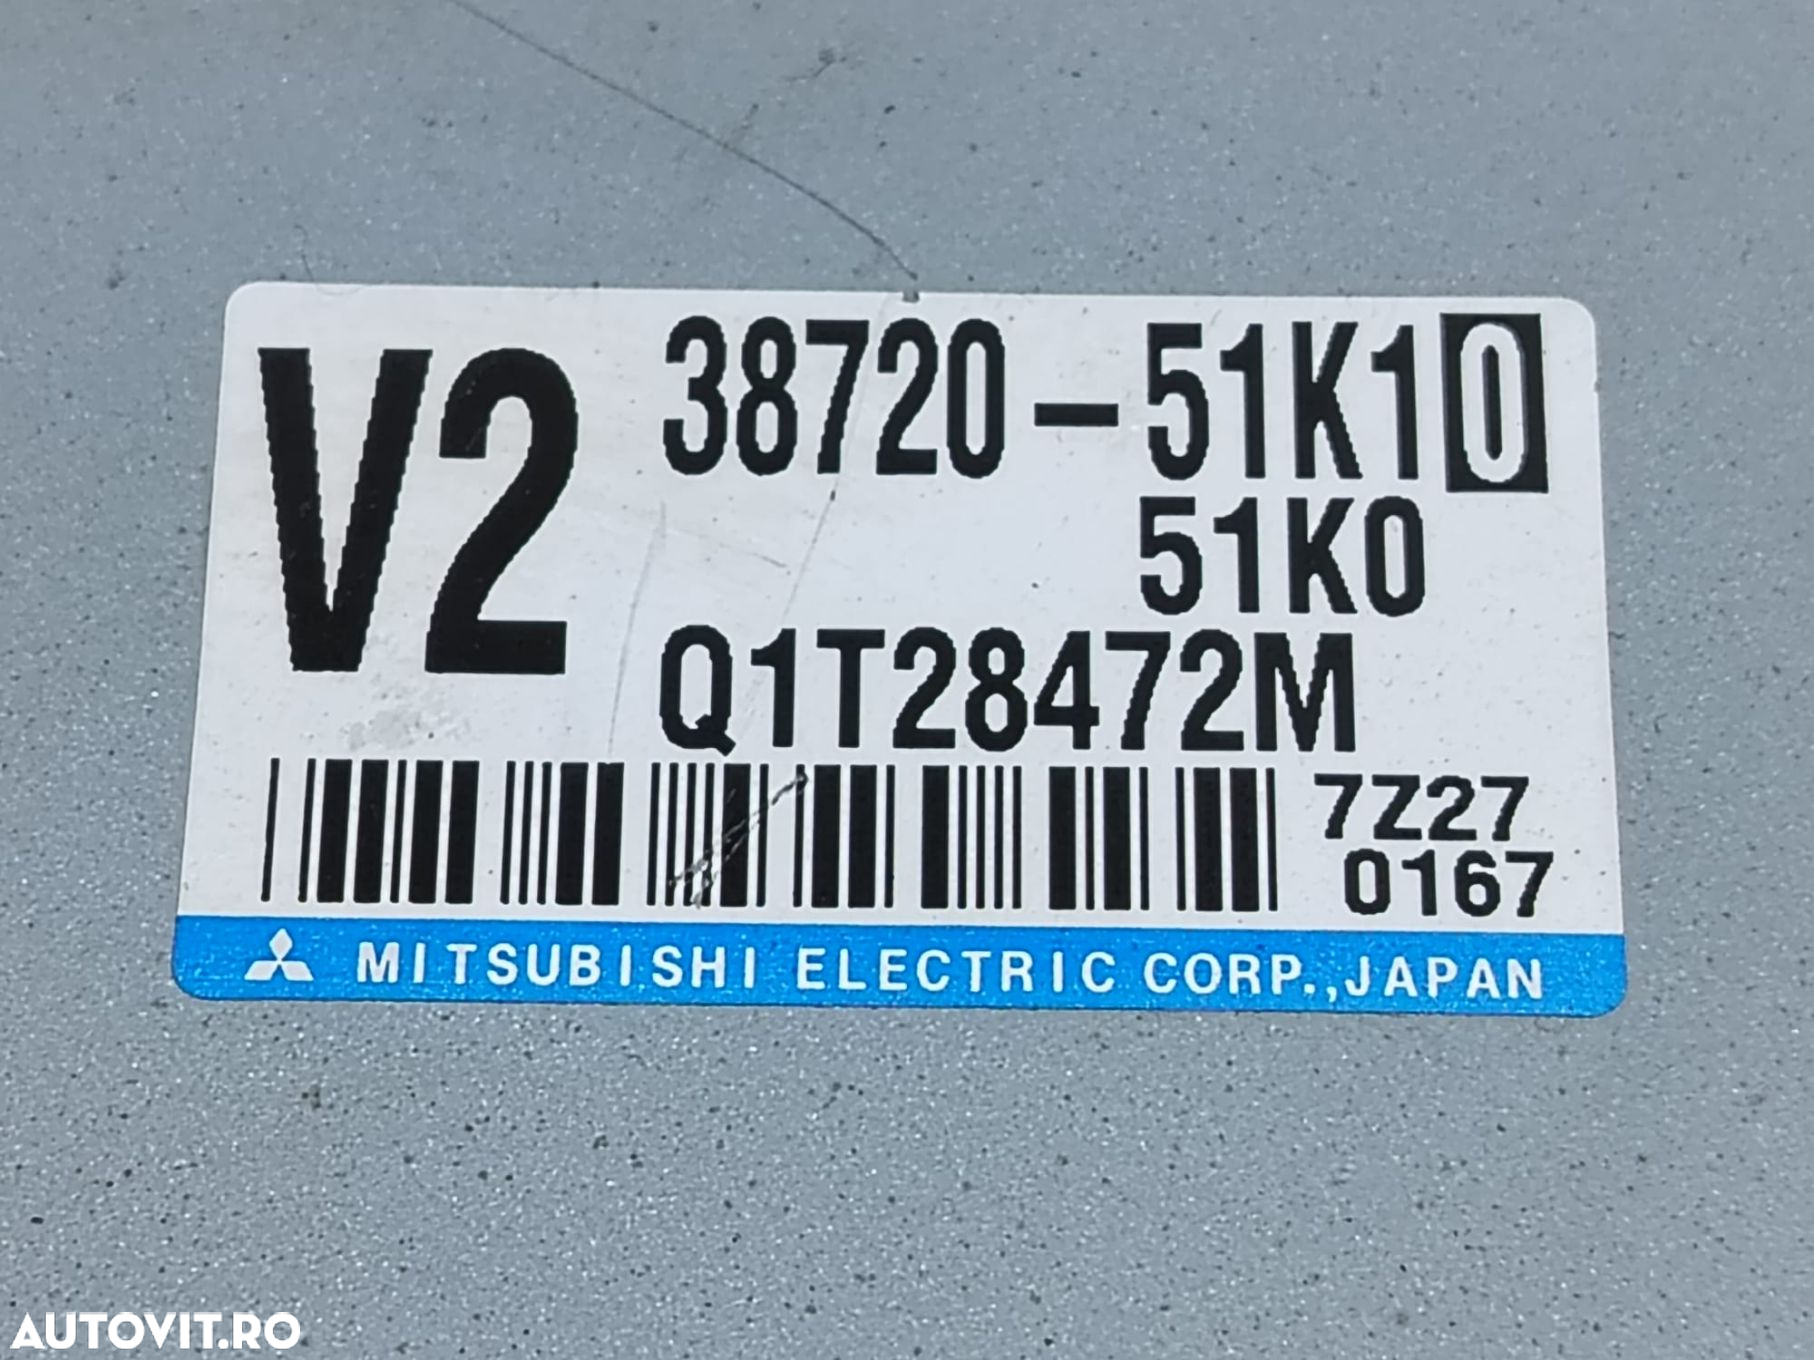 V2
38720-51K10
51K0
Q1T28472M
7Z27
0167
MITSUBISHI ELECTRIC CORP.,JAPAN
AUTOVIT.RO